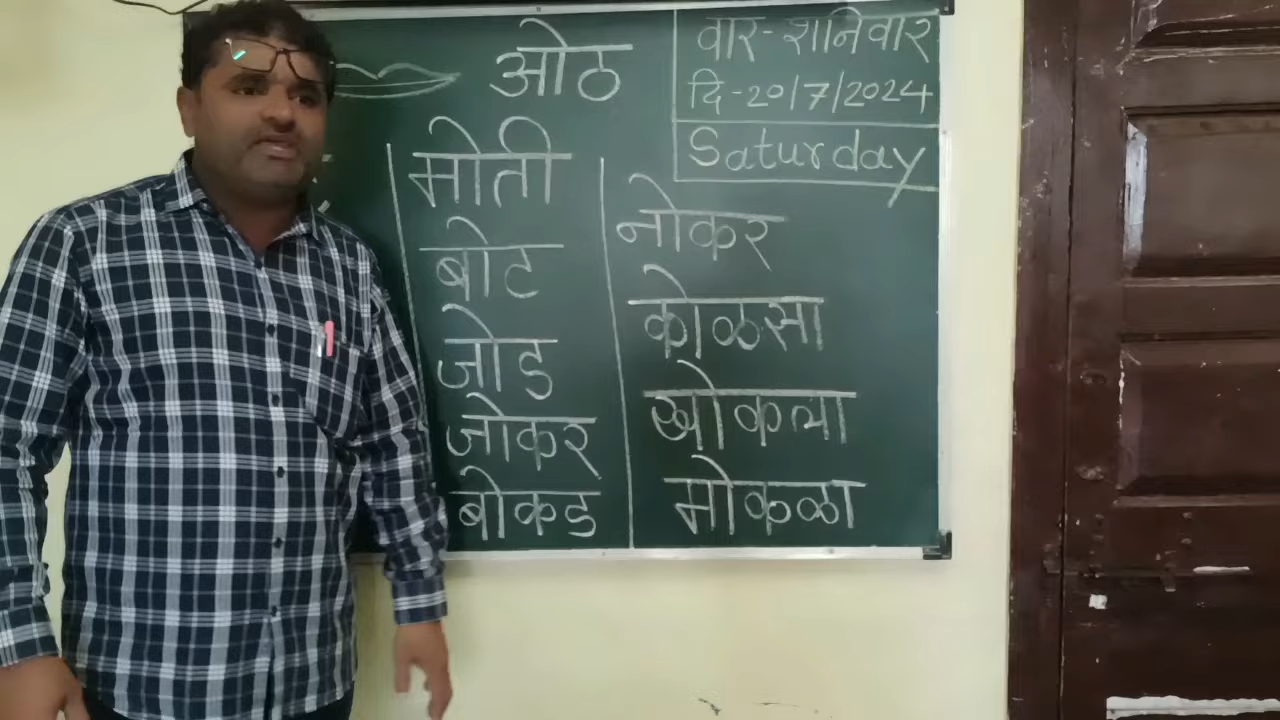 ओठ
वार-शनिवार
दि-20/7/2024
Saturday
मोती
बोट
जोड
जोकर
बोकड
नोकर
कोळसा
खोकला
मोकळा